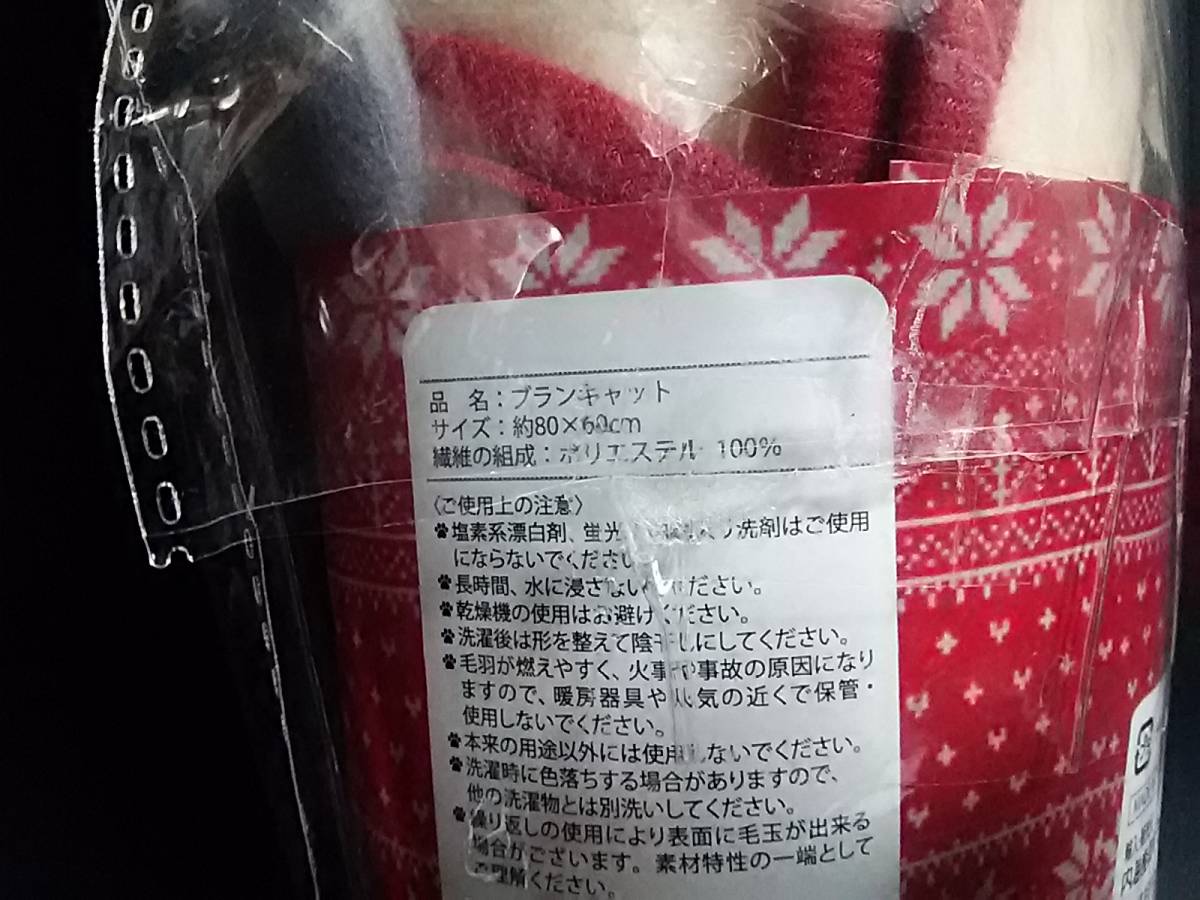 品 名：ブランキャット
サイズ：約80×60cm
繊維の組成：ポリエステル 100%
〈ご使用上の注意〉
塩素系漂白剤、蛍光 洗剤はご使用
にならないでください
長時間、水に浸さないでください。
乾燥機の使用はお避けください。
洗濯後は形を整えて陰干しにしてください。
毛羽が燃えやすく、火事や事故の原因になり
ますので、暖房器具や火気の近くで保管・
使用しないでください。
本来の用途以外には使用しないでください。
洗濯時に色落ちする場合がありますので、
他の洗濯物とは別洗いしてください。
繰り返しの使用により表面に毛玉が出来る
場合がございます。素材特性の一端として
ご理解ください。